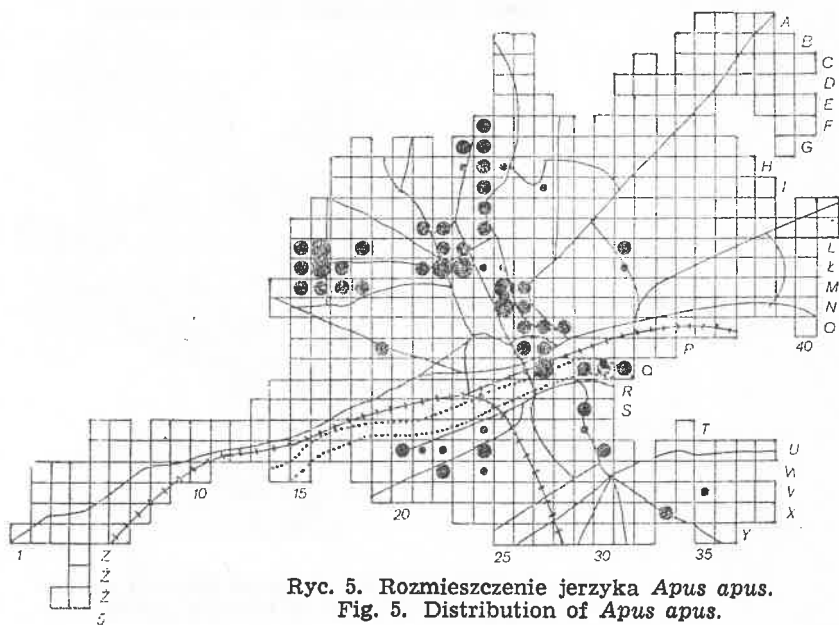 A
B
C
D
E
F
G
H
I
L
Ł
M
N
O
40
P
Q
R
S
T
U
W
V
X
Y
10
15
20
25
30
35
1
Z
Ż
Ź
5
Ryc. 5. Rozmieszczenie jerzyka Apus apus.
Fig. 5. Distribution of Apus apus.